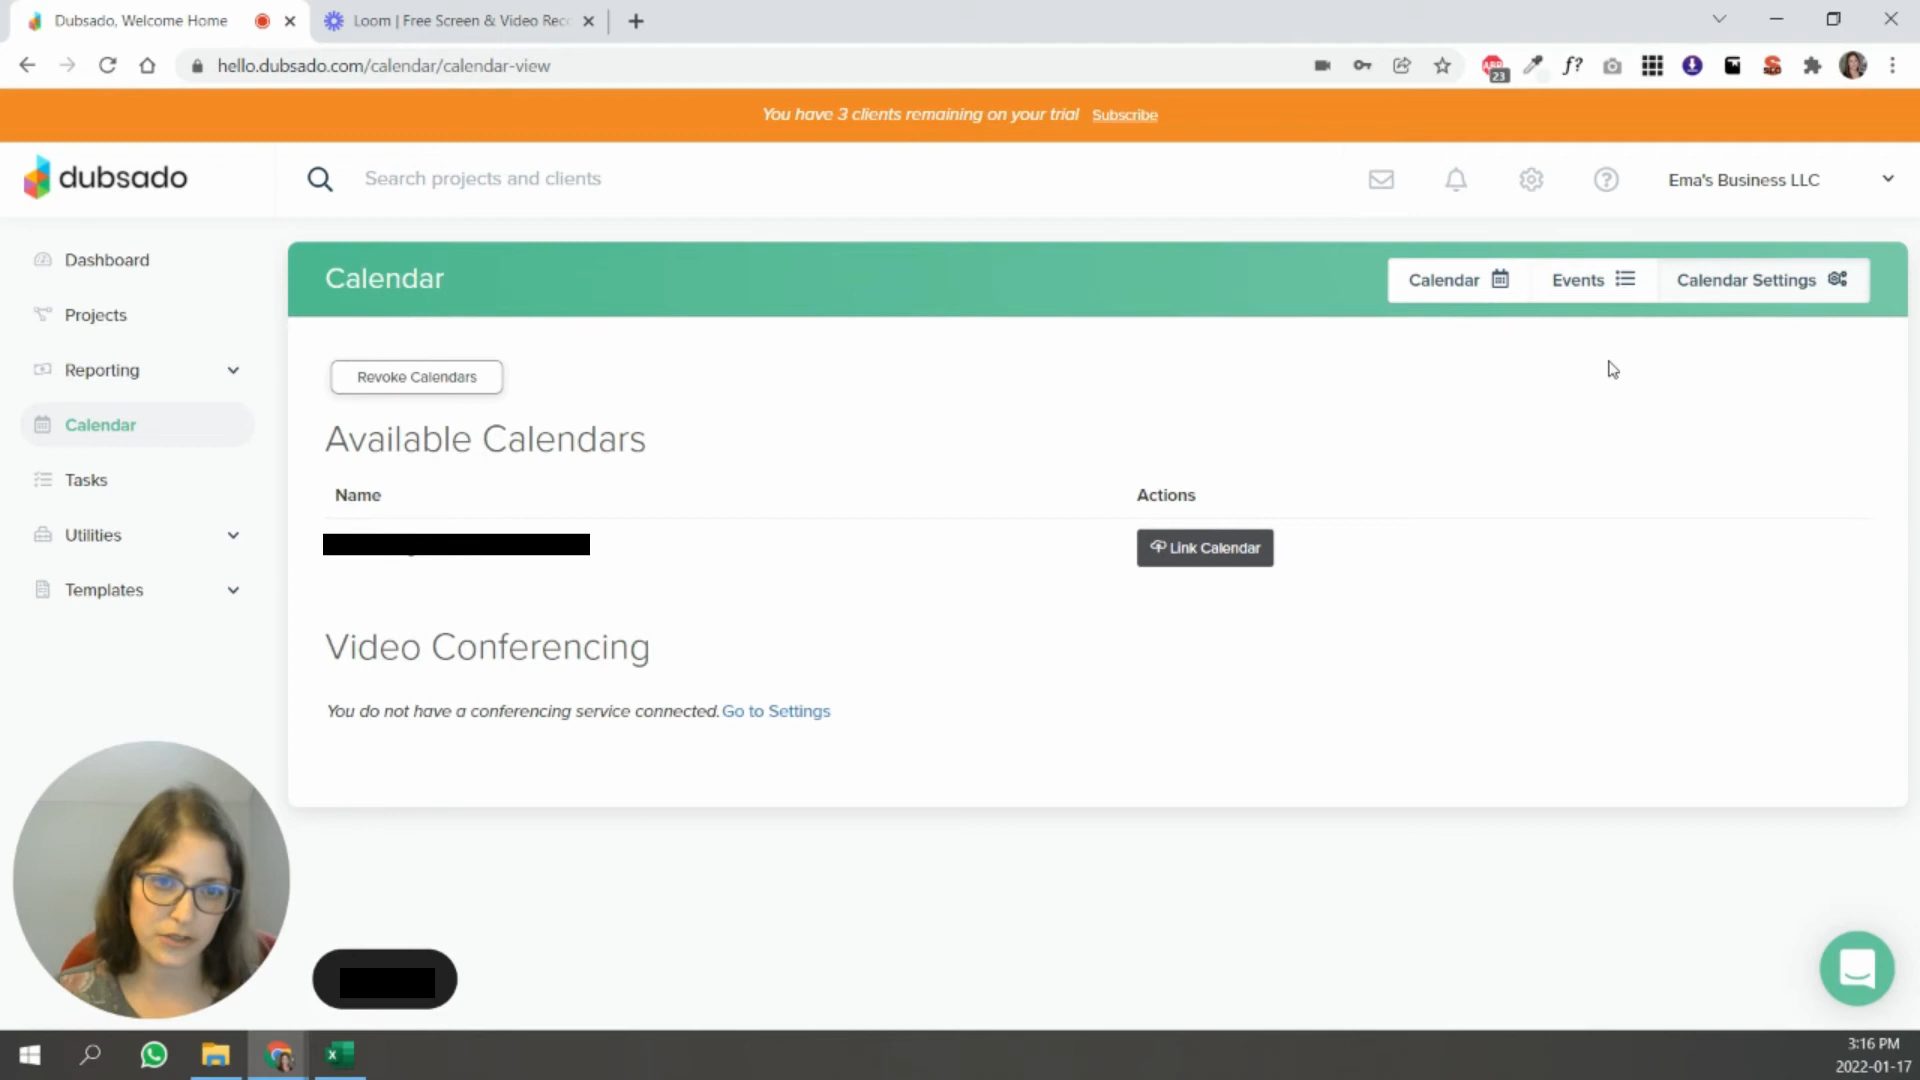 Dubsado, Welcome Home
Loom | Free Screen & Video Rec
hello.dubsado.com/calendar/calendar-view
23
f?
You have 3 clients remaining on your trial Subscribe
dubsado
Search projects and clients
Ema's Business LLC
Dashboard
Projects
Reporting
Calendar
Tasks
Utilities
Templates
Calendar
Calendar
Events
Calendar Settings
Revoke Calendars
Available Calendars
Name
Actions
Link Calendar
Video Conferencing
You do not have a conferencing service connected. Go to Settings
3:16 PM
2022-01-17